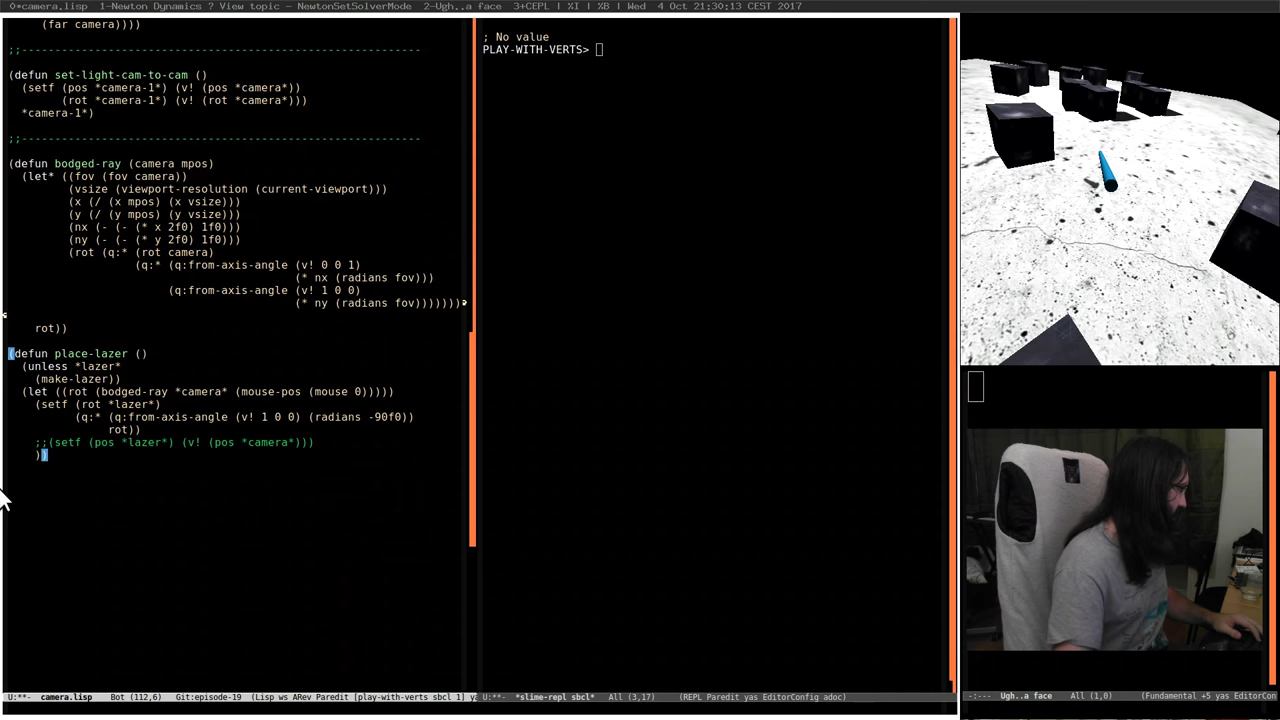 0*camera.lisp  1-Newton Dynamics ? View topic - NewtonSetSolverMode  2-Ugh..a face  3+CEPL | XI | XB | Wed  4 Oct 21:30:13 CEST 2017
(far camera))))
;;------------------------------------------------------------
(defun set-light-cam-to-cam ()
(setf (pos *camera-1*) (v! (pos *camera*))
(rot *camera-1*) (v! (rot *camera*)))
*camera-1*)
;;------------------------------------------------------------
(defun bodged-ray (camera mpos)
(let* ((fov (fov camera))
(vsize (viewport-resolution (current-viewport)))
(x (/ (x mpos) (x vsize)))
(y (/ (y mpos) (y vsize)))
(nx (- (- (* x 2f0) 1f0)))
(ny (- (- (* y 2f0) 1f0)))
(rot (q:* (rot camera)
(q:* (q:from-axis-angle (v! 0 0 1)
(* nx (radians fov)))
(q:from-axis-angle (v! 1 0 0)
(* ny (radians fov)))))))
rot))
(defun place-lazer ()
(unless *lazer*
(make-lazer))
(let ((rot (bodged-ray *camera* (mouse-pos (mouse 0)))))
(setf (rot *lazer*)
(q:* (q:from-axis-angle (v! 1 0 0) (radians -90f0))
rot))
;;(setf (pos *lazer*) (v! (pos *camera*)))
))
U:**-  camera.lisp    Bot (112,6)   Git:episode-19  (Lisp ws ARev Paredit [play-with-verts sbcl 1] ya
; No value
PLAY-WITH-VERTS>
U:**-  *slime-repl sbcl*   All (3,17)     (REPL Paredit yas EditorConfig adoc)
-:---  Ugh..a face    All (1,0)     (Fundamental +5 yas EditorCon